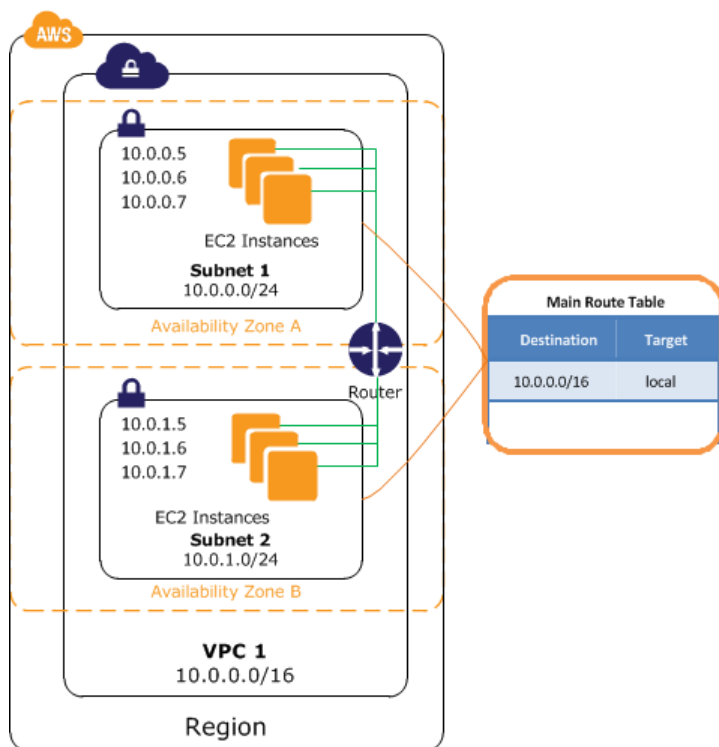 AWS
10.0.0.5
10.0.0.6
10.0.0.7
EC2 Instances
Subnet 1
10.0.0.0/24
Availability Zone A
Router
10.0.1.5
10.0.1.6
10.0.1.7
EC2 Instances
Subnet 2
10.0.1.0/24
Availability Zone B
VPC 1
10.0.0.0/16
Region
Main Route Table
Destination Target
10.0.0.0/16 local